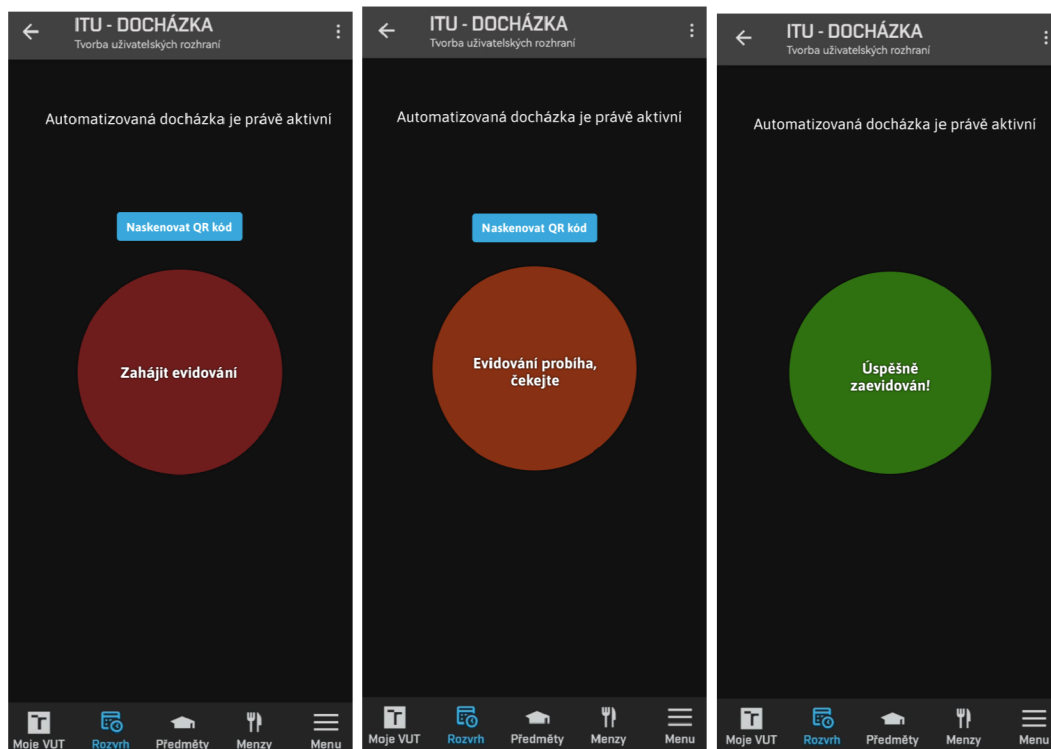 ITU - DOCHÁZKA
Tvorba uživatelských rozhraní
Automatizovaná docházka je právě aktivní
Naskenovat QR kód
Zahájit evidování
Moje VUT
Rozvrh
Předměty
Menzy
Menu
ITU - DOCHÁZKA
Tvorba uživatelských rozhraní
Automatizovaná docházka je právě aktivní
Naskenovat QR kód
Evidování probíha,
čekejte
Moje VUT
Rozvrh
Předměty
Menzy
Menu
ITU - DOCHÁZKA
Tvorba uživatelských rozhraní
Automatizovaná docházka je právě aktivní
Úspěšně
zaevidován!
Moje VUT
Rozvrh
Předměty
Menzy
Menu